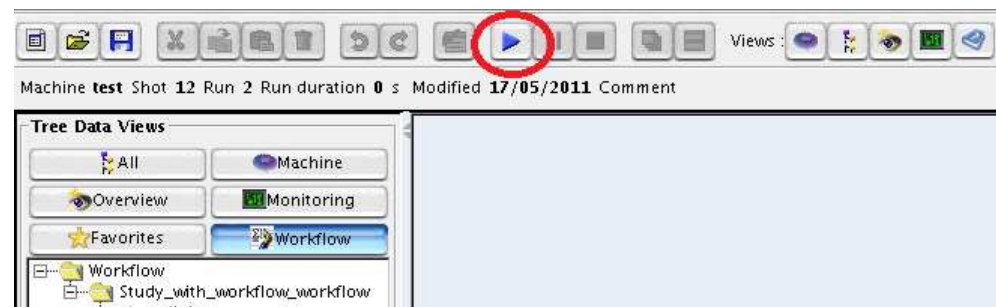 Views :
Machine test Shot 12 Run 2 Run duration 0 s Modified 17/05/2011 Comment
Tree Data Views
All Machine
Overview Monitoring
Favorites Workflow
Workflow
Study_with_workflow_workflow